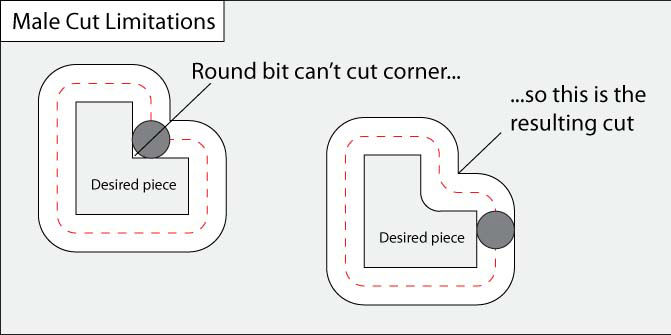 Male Cut Limitations
Round bit can't cut corner...
...so this is the
resulting cut
Desired piece
Desired piece